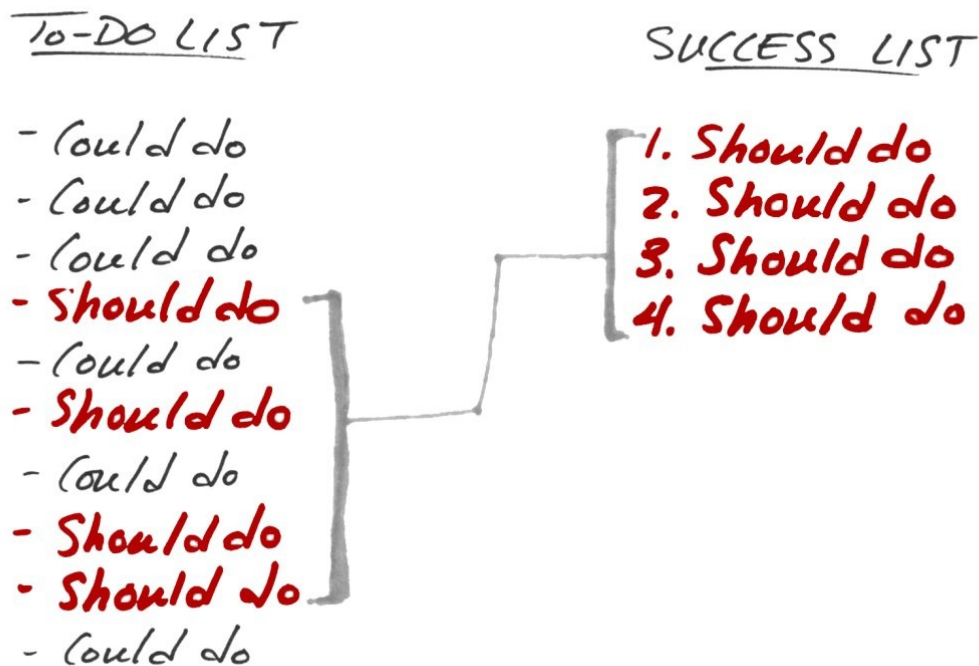 To-DO LIST
- Could do
- Could do
- Could do
- Should do
- Could do
- Should do
- Could do
- Should do
- Should do
- Could do
SUCCESS LIST
1. Should do
2. Should do
3. Should do
4. Should do